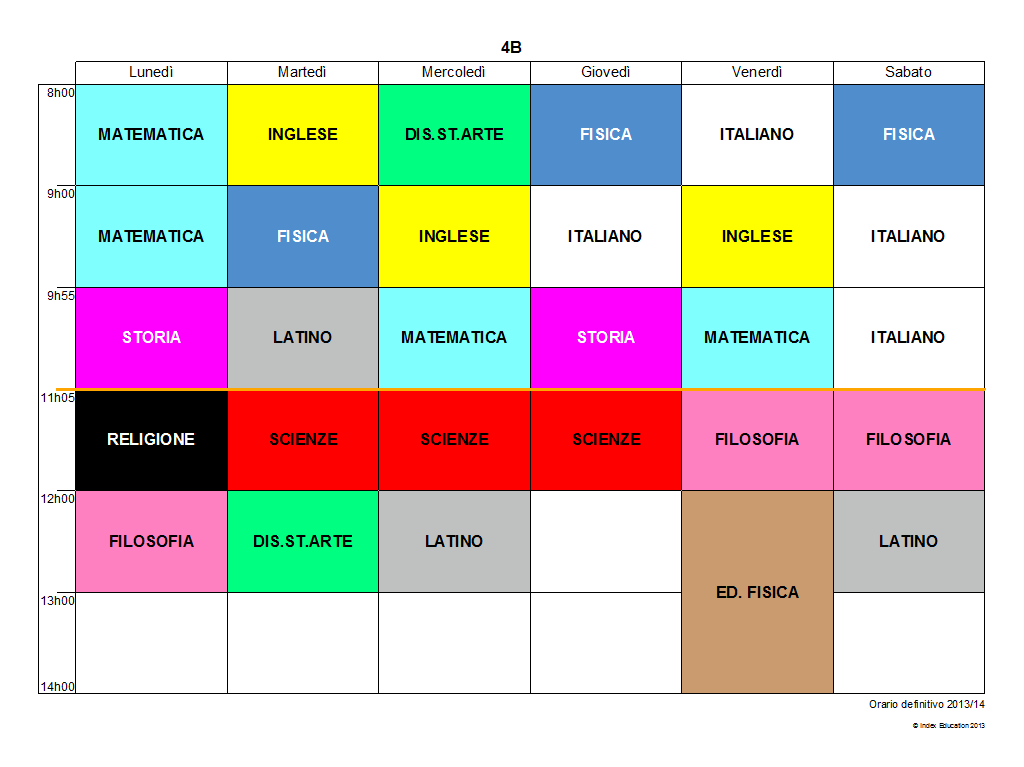 4B
Lunedì Martedì Mercoledì Giovedì Venerdì Sabato
8h00
MATEMATICA INGLESE DIS.ST.ARTE FISICA ITALIANO FISICA
9h00
MATEMATICA FISICA INGLESE ITALIANO INGLESE ITALIANO
9h55
STORIA LATINO MATEMATICA STORIA MATEMATICA ITALIANO
11h05
RELIGIONE SCIENZE SCIENZE SCIENZE FILOSOFIA FILOSOFIA
12h00
FILOSOFIA DIS.ST.ARTE LATINO LATINO
ED. FISICA
13h00
14h00
Orario definitivo 2013/14
© Index Education 2013